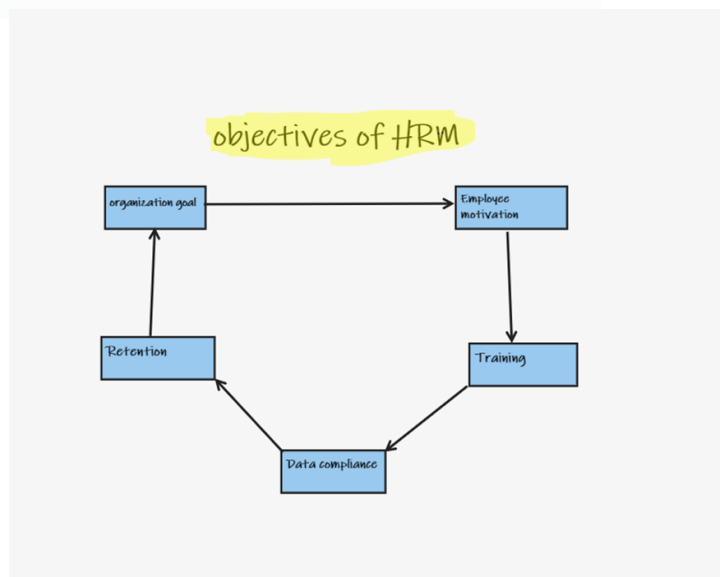 objectives of HRM
organization goal
Employee
motivation
Training
Data compliance
Retention